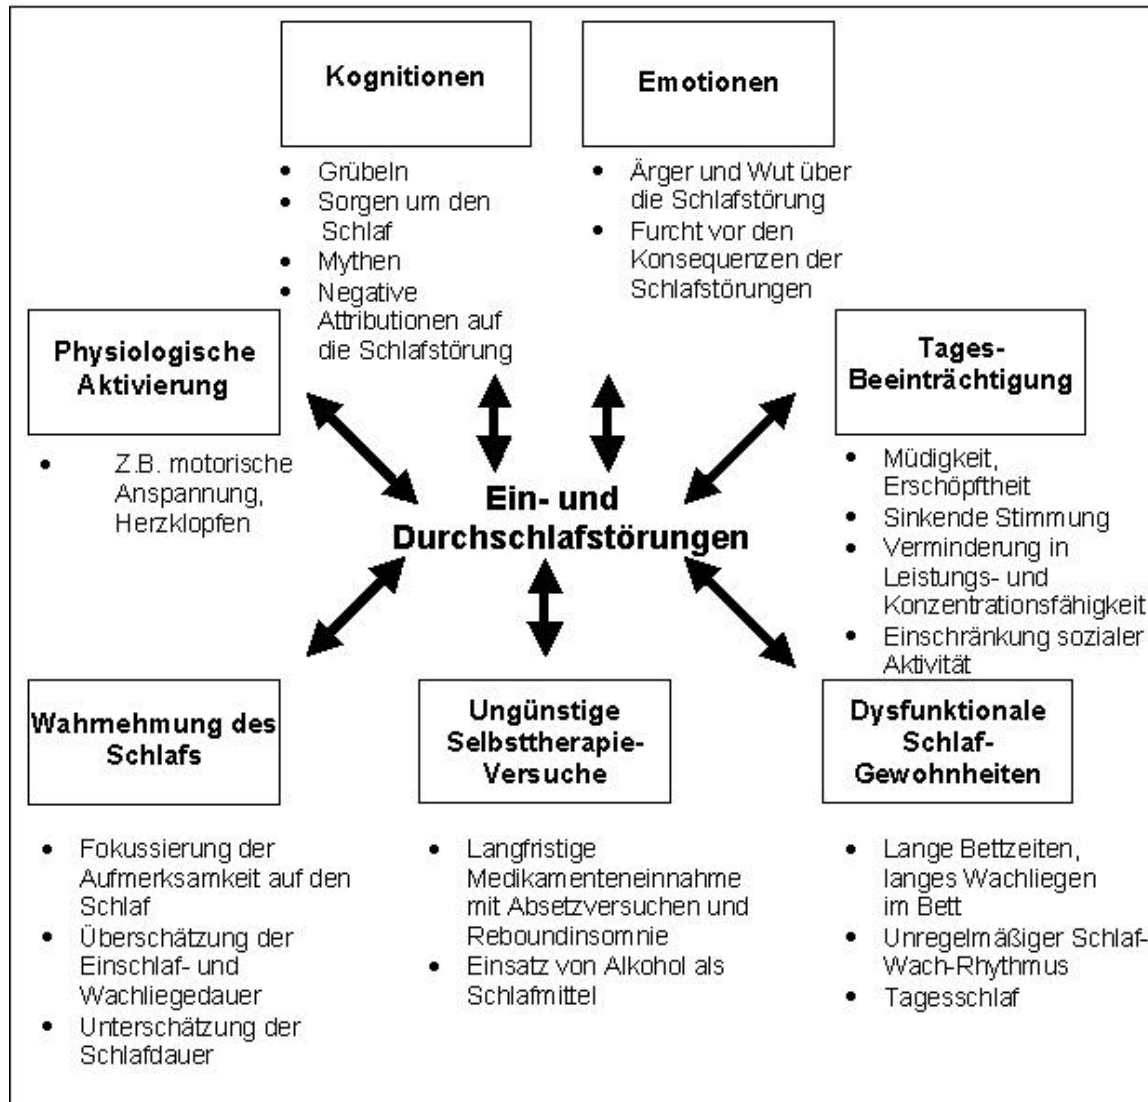 Kognitionen
• Grübeln
• Sorgen um den
Schlaf
• Mythen
• Negative
Attributionen auf
die Schlafstörung
Emotionen
• Ärger und Wut über
die Schlafstörung
• Furcht vor den
Konsequenzen der
Schlafstörungen
Physiologische
Aktivierung
• Z.B. motorische
Anspannung,
Herzklopfen
Ein- und
Durchschlafstörungen
Tages-
Beeinträchtigung
• Müdigkeit,
Erschöpftheit
• Sinkende Stimmung
• Verminderung in
Leistungs- und
Konzentrationsfähigkeit
• Einschränkung sozialer
Aktivität
Wahrnehmung des
Schlafs
• Fokussierung der
Aufmerksamkeit auf den
Schlaf
• Überschätzung der
Einschlaf- und
Wachliegedauer
• Unterschätzung der
Schlafdauer
Ungünstige
Selbsttherapie-
Versuche
• Langfristige
Medikamenteneinnahme
mit Absetzversuchen und
Reboundinsomnie
• Einsatz von Alkohol als
Schlafmittel
Dysfunktionale
Schlaf-
Gewohnheiten
• Lange Bettzeiten,
langes Wachliegen
im Bett
• Unregelmäßiger Schlaf-
Wach-Rhythmus
• Tagesschlaf